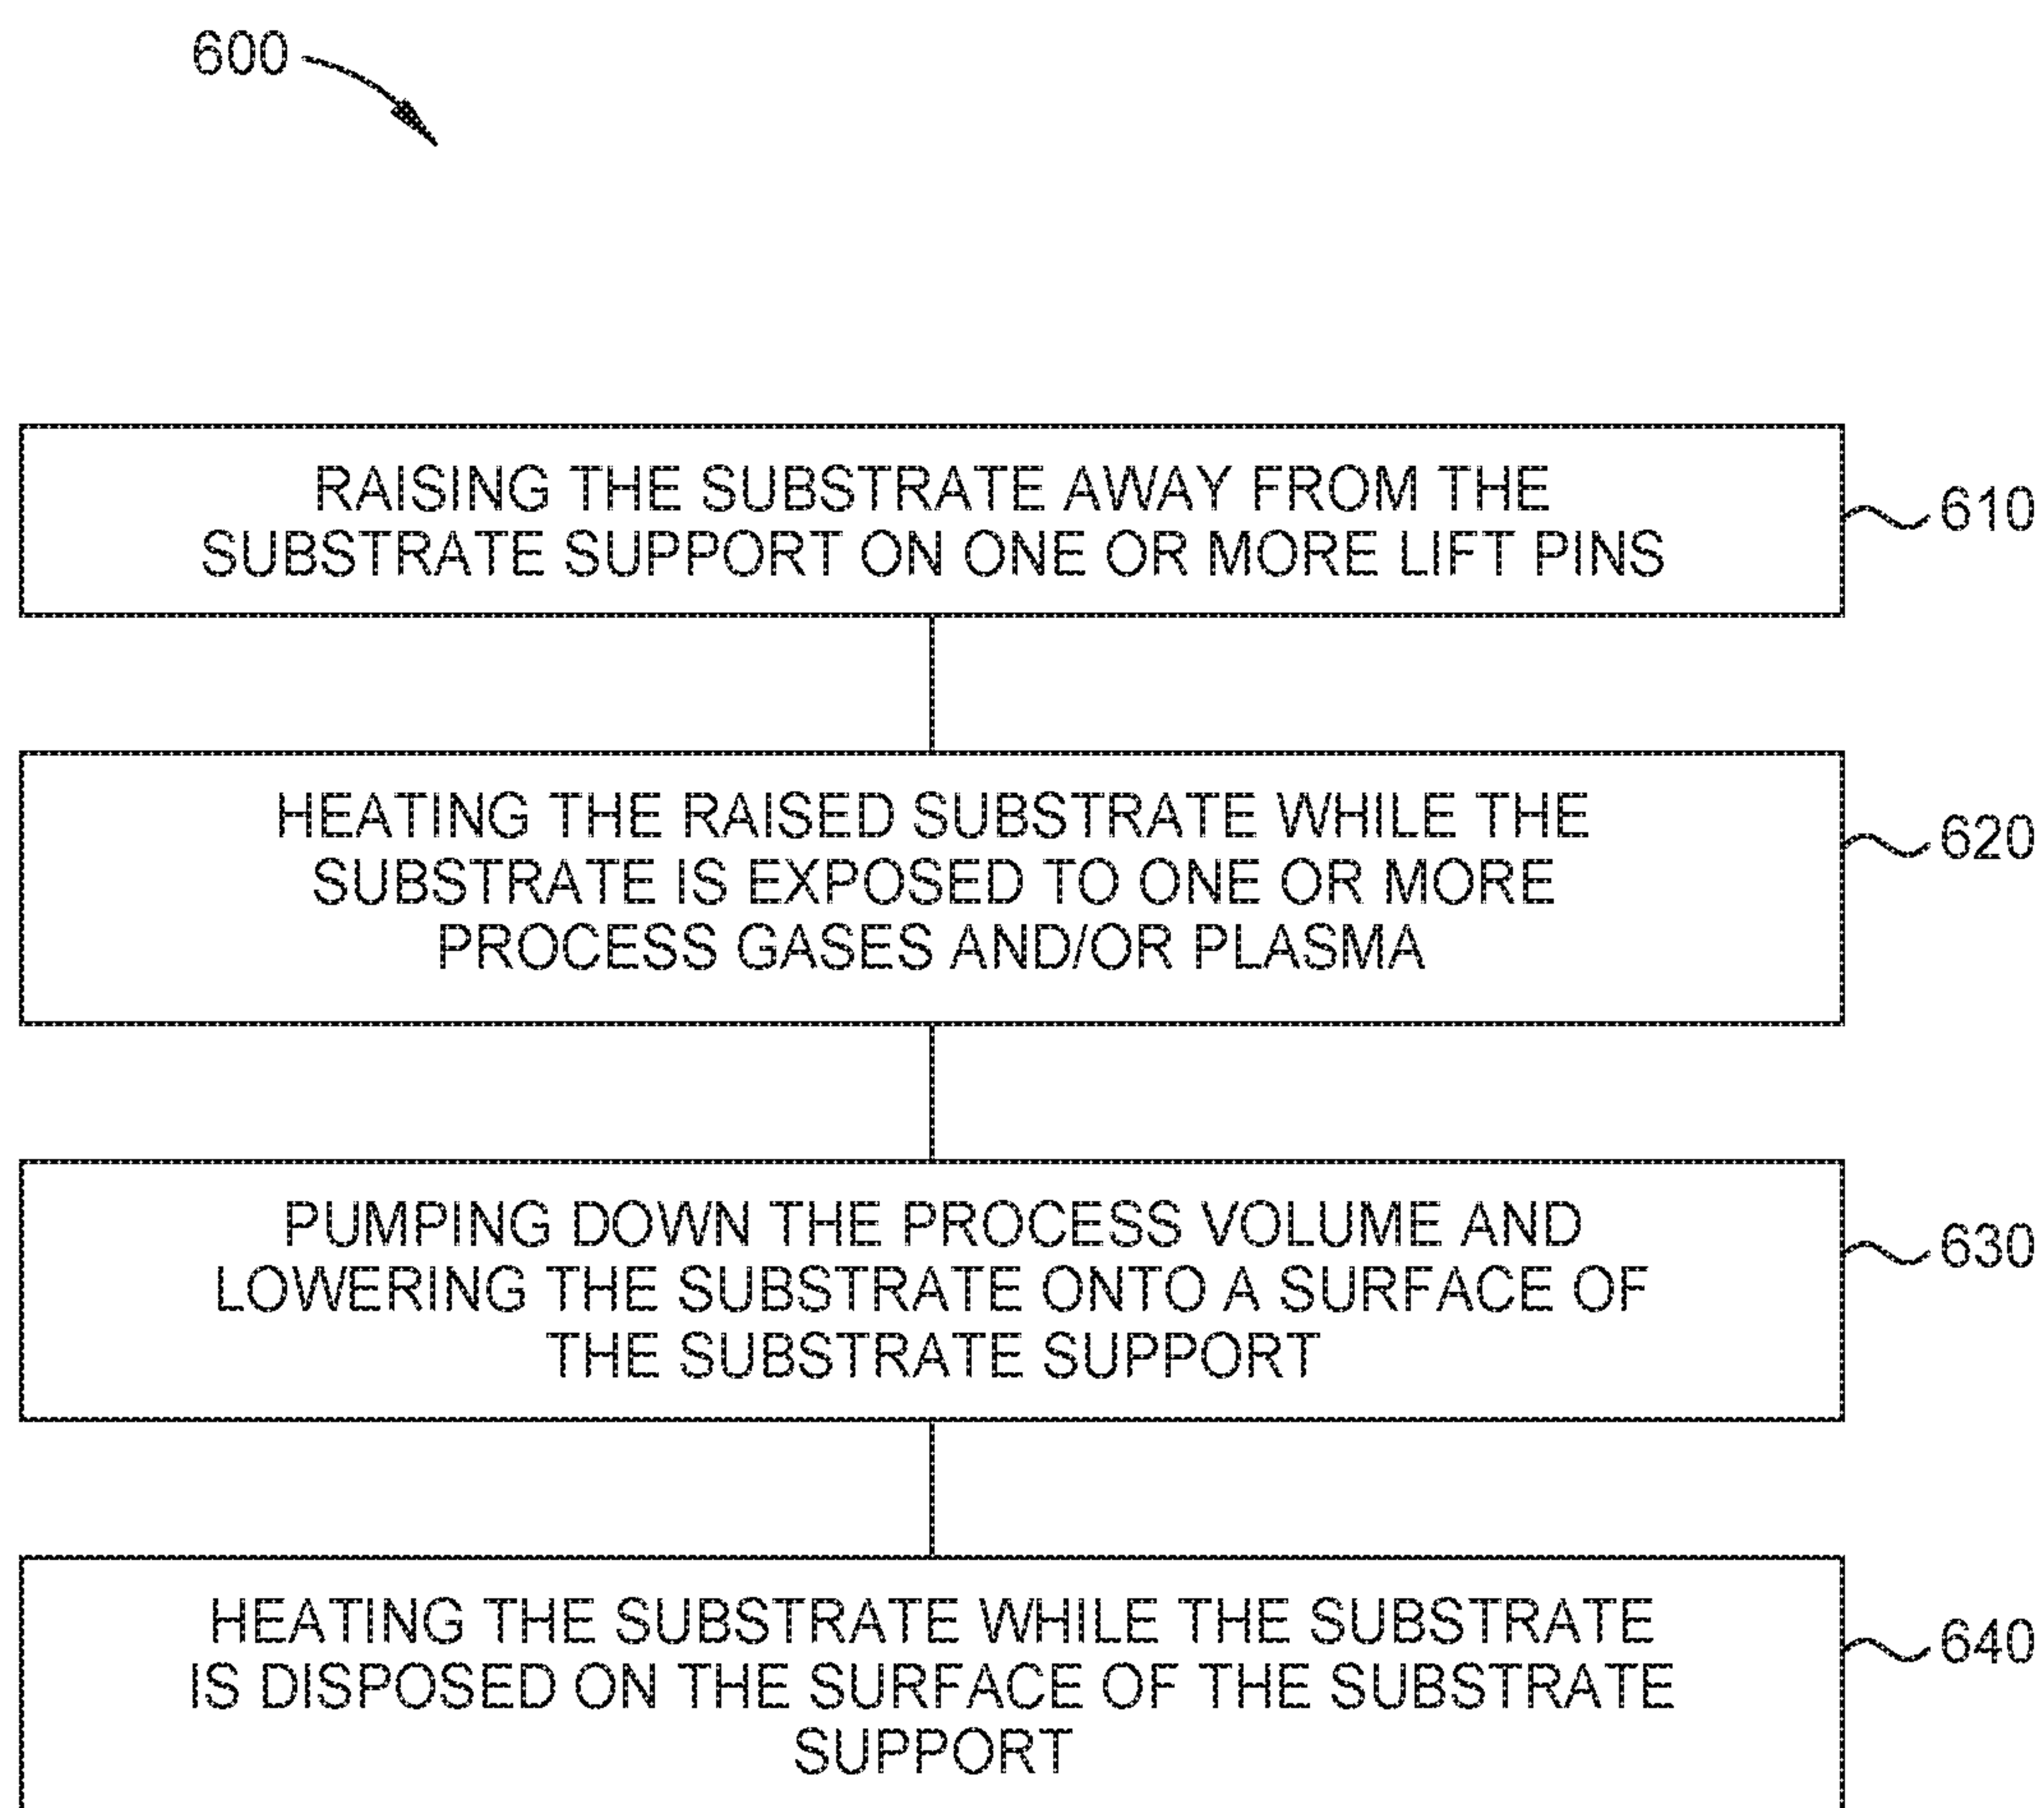 600
RAISING THE SUBSTRATE AWAY FROM THE
SUBSTRATE SUPPORT ON ONE OR MORE LIFT PINS
610
HEATING THE RAISED SUBSTRATE WHILE THE
SUBSTRATE IS EXPOSED TO ONE OR MORE
PROCESS GASES AND/OR PLASMA
620
PUMPING DOWN THE PROCESS VOLUME AND
LOWERING THE SUBSTRATE ONTO A SURFACE OF
THE SUBSTRATE SUPPORT
630
HEATING THE SUBSTRATE WHILE THE SUBSTRATE
IS DISPOSED ON THE SURFACE OF THE SUBSTRATE
SUPPORT
640